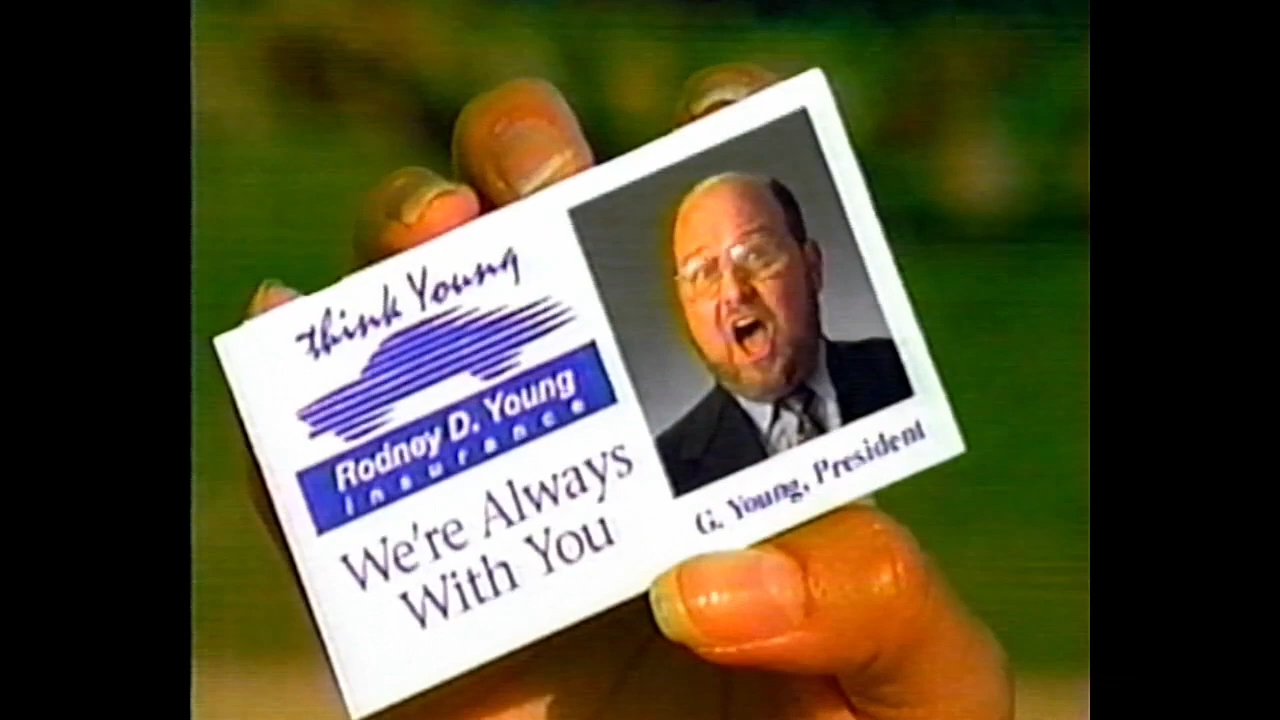 Think Young
Rodney D. Young
Insurance
We're Always
With You
G. Young, President